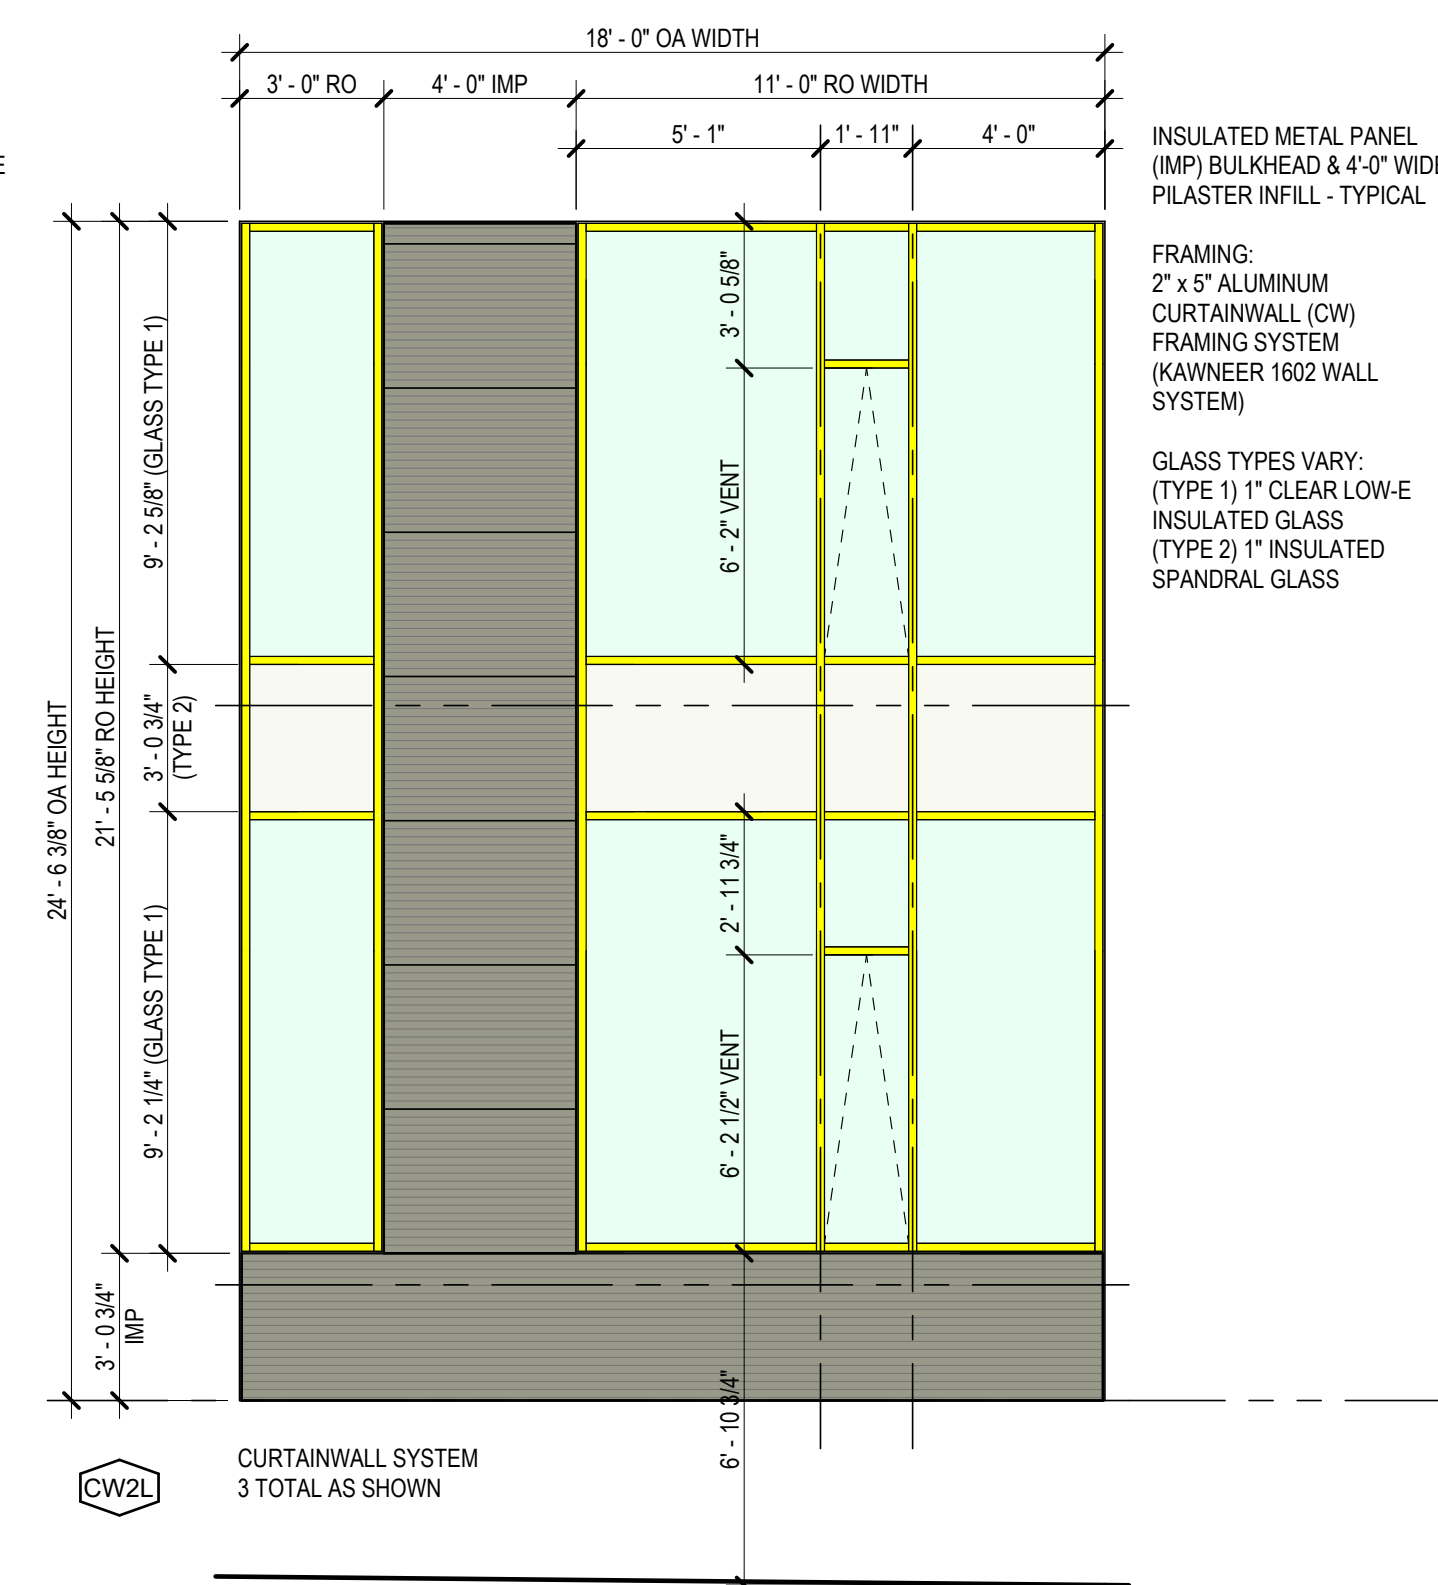 18' - 0" OA WIDTH
3' - 0" RO
4' - 0" IMP
11' - 0" RO WIDTH
5' - 1"
1' - 11"
4' - 0"
E
INSULATED METAL PANEL
(IMP) BULKHEAD & 4'-0" WIDE
PILASTER INFILL - TYPICAL
FRAMING:
2" x 5" ALUMINUM
CURTAINWALL (CW)
FRAMING SYSTEM
(KAWNEER 1602 WALL
SYSTEM)
GLASS TYPES VARY:
(TYPE 1) 1" CLEAR LOW-E
INSULATED GLASS
(TYPE 2) 1" INSULATED
SPANDRAL GLASS
24' - 6 3/8" OA HEIGHT
21' - 5 5/8" RO HEIGHT
9' - 2 5/8" (GLASS TYPE 1)
3' - 0 3/4"
(TYPE 2)
9' - 2 1/4" (GLASS TYPE 1)
3' - 0 3/4"
IMP
3' - 0 5/8"
6' - 2" VENT
2' - 11 3/4"
6' - 2 1/2" VENT
6' - 10 3/4"
CW2L
CURTAINWALL SYSTEM
3 TOTAL AS SHOWN